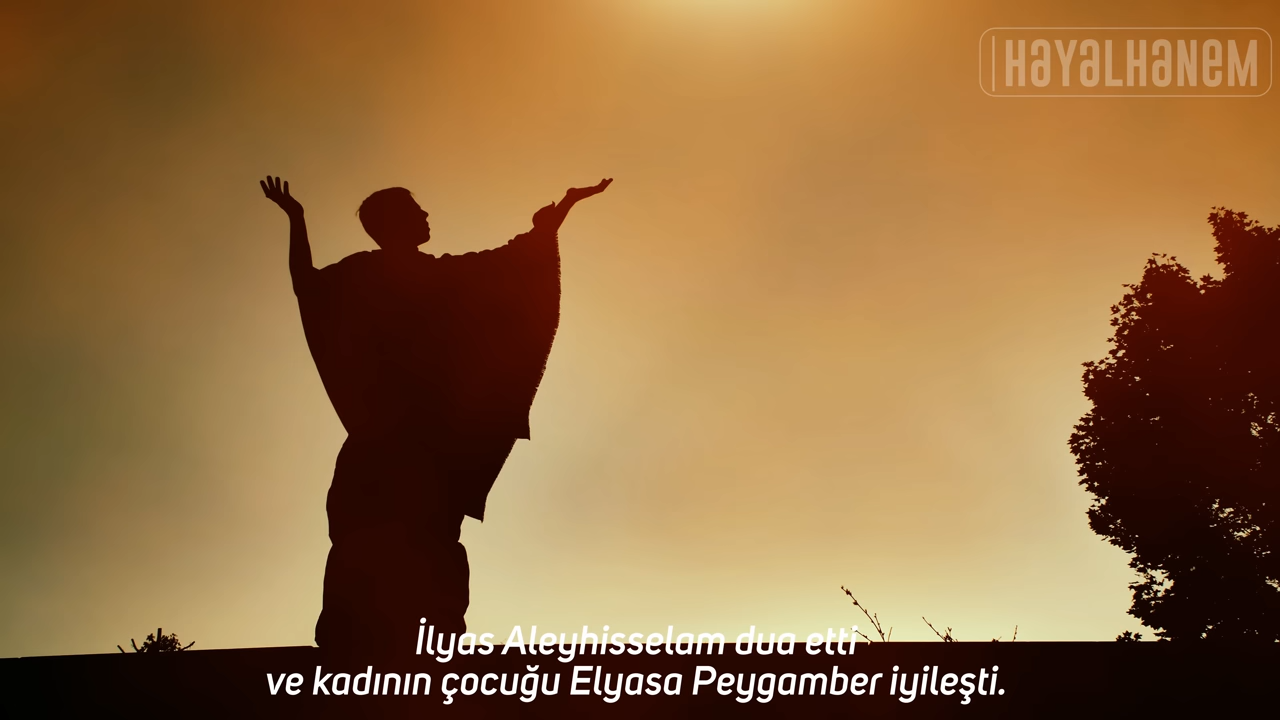 HAYALHANEM
İlyas Aleyhisselam dua etti
ve kadının çocuğu Elyasa Peygamber iyileşti.